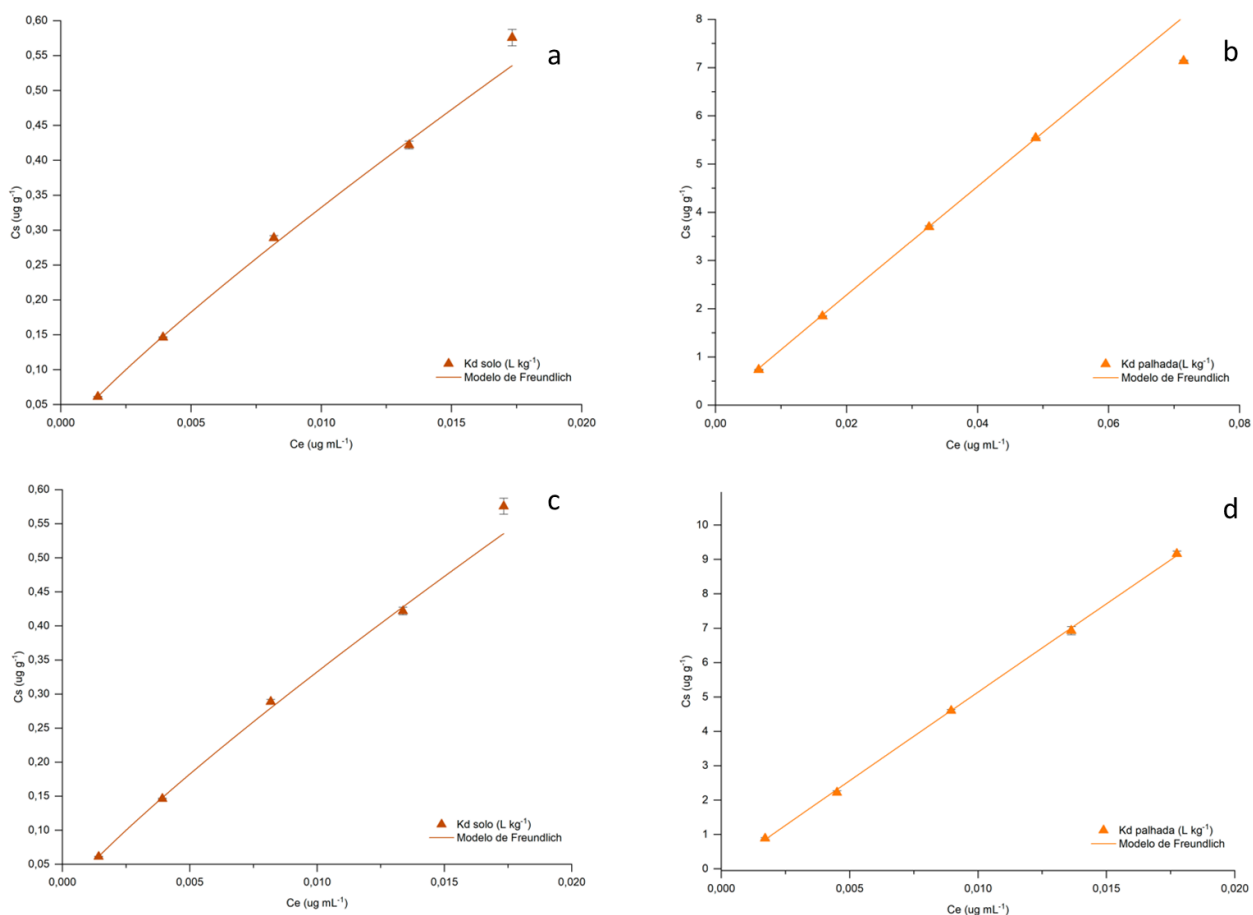 a
0,60
0,55
0,50
0,45
0,40
0,35
0,30
0,25
0,20
0,15
0,10
0,05
Cs (ug g⁻¹)
Kd solo (L kg⁻¹)
Modelo de Freundlich
0,000 0,005 0,010 0,015 0,020
Ce (ug mL⁻¹)
b
8
7
6
5
4
3
2
1
0
Cs (ug g⁻¹)
Kd palhada(L kg⁻¹)
Modelo de Freundlich
0,00 0,02 0,04 0,06 0,08
Ce (ug mL⁻¹)
c
0,60
0,55
0,50
0,45
0,40
0,35
0,30
0,25
0,20
0,15
0,10
0,05
Cs (ug g⁻¹)
Kd solo (L kg⁻¹)
Modelo de Freundlich
0,000 0,005 0,010 0,015 0,020
Ce (ug mL⁻¹)
d
10
9
8
7
6
5
4
3
2
1
0
Cs (ug g⁻¹)
Kd palhada (L kg⁻¹)
Modelo de Freundlich
0,000 0,005 0,010 0,015 0,020
Ce (ug mL⁻¹)